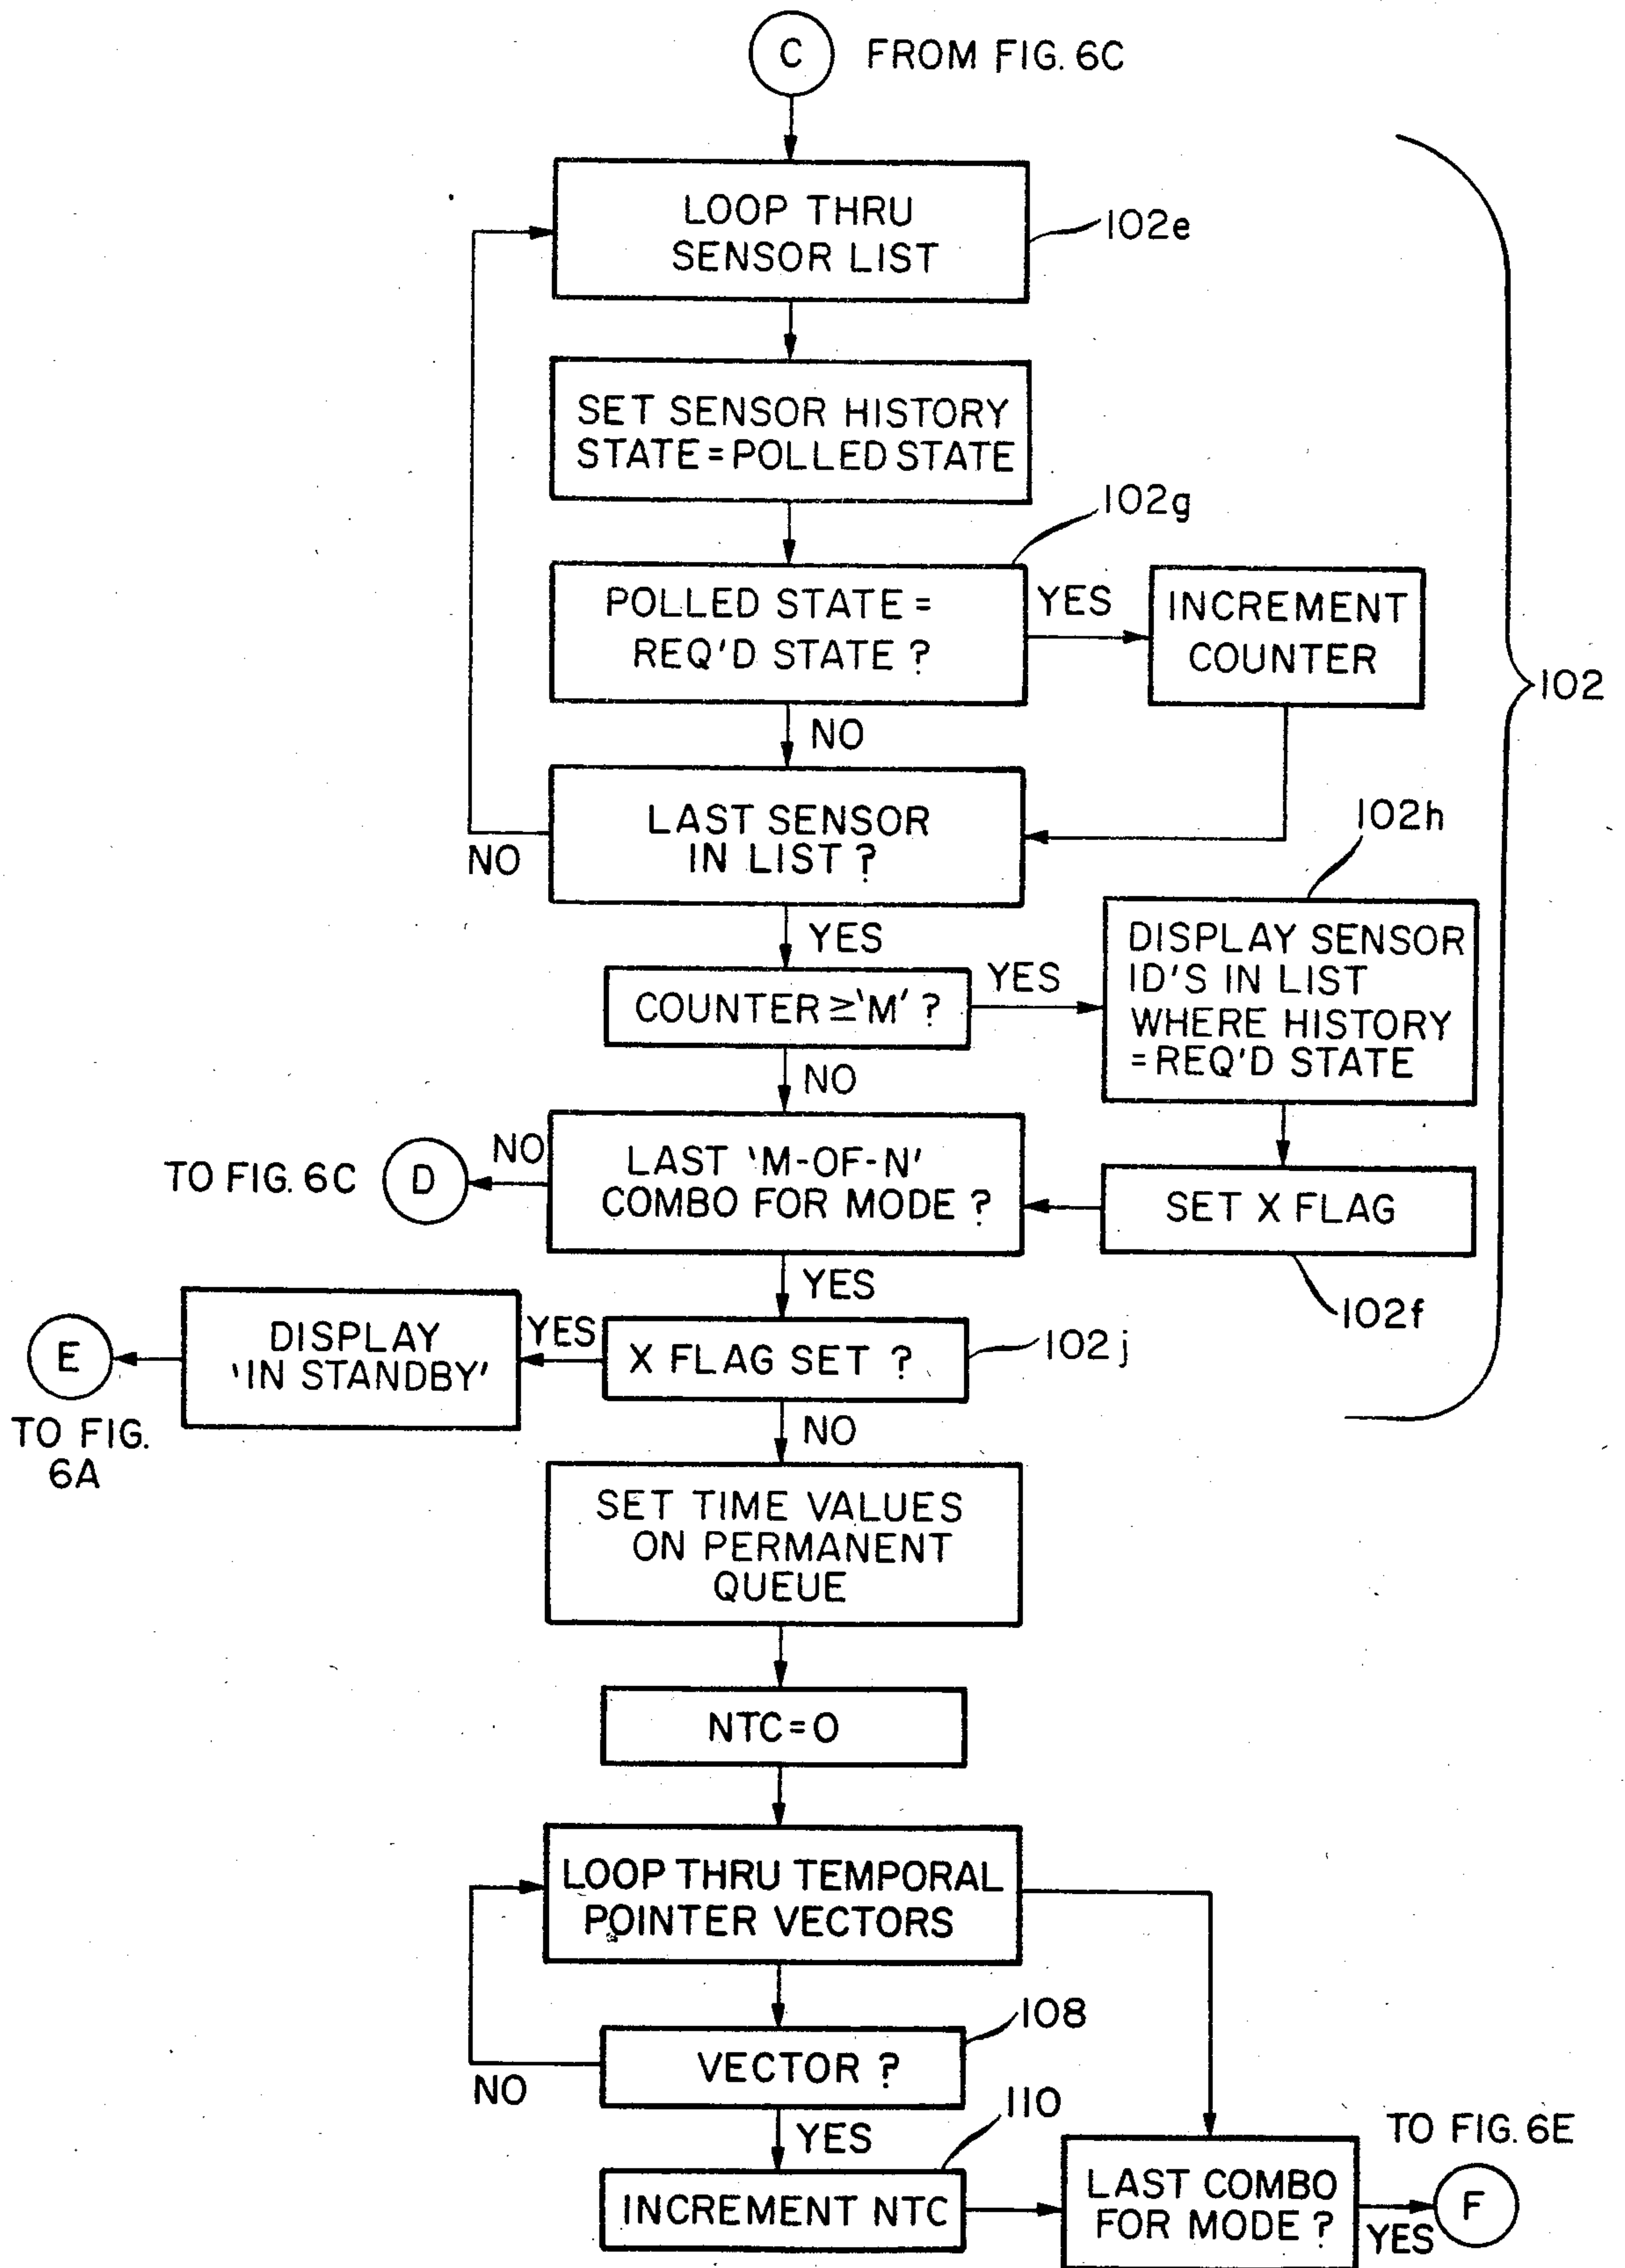 C FROM FIG. 6C
LOOP THRU
SENSOR LIST
102e
SET SENSOR HISTORY
STATE = POLLED STATE
102g
POLLED STATE =
REQ'D STATE ?
YES
INCREMENT
COUNTER
102
NO
LAST SENSOR
IN LIST ?
NO
102h
YES
DISPLAY SENSOR
ID'S IN LIST
WHERE HISTORY
= REQ'D STATE
COUNTER ≥ 'M' ?
YES
NO
TO FIG. 6C D
NO
LAST 'M-OF-N'
COMBO FOR MODE ?
SET X FLAG
102f
YES
E
TO FIG.
6A
DISPLAY
'IN STANDBY'
YES
X FLAG SET ?
102j
NO
SET TIME VALUES
ON PERMANENT
QUEUE
NTC = 0
LOOP THRU TEMPORAL
POINTER VECTORS
108
VECTOR ?
NO
YES
110
INCREMENT NTC
LAST COMBO
FOR MODE ?
YES
TO FIG. 6E
F